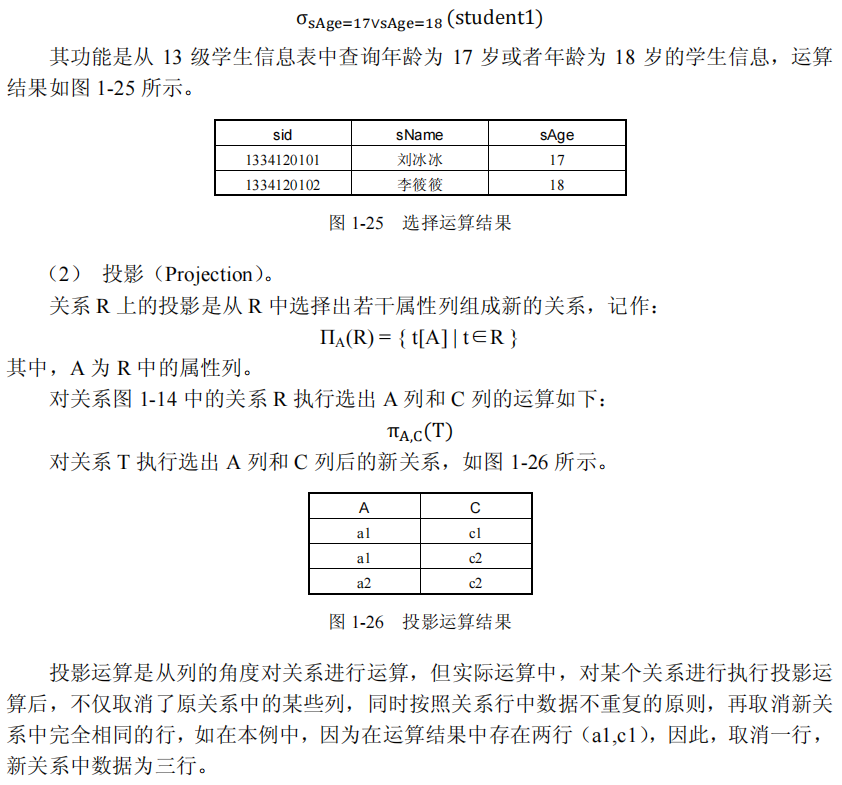 σsAge=17∨sAge=18 (student1)
其功能是从 13 级学生信息表中查询年龄为 17 岁或者年龄为 18 岁的学生信息，运算
结果如图 1-25 所示。
sid sName sAge
1334120101 刘冰冰 17
1334120102 李筱筱 18
图 1-25 选择运算结果
（2） 投影（Projection）。
关系 R 上的投影是从 R 中选择出若干属性列组成新的关系，记作：
ΠA(R) = { t[A] | t∈R }
其中，A 为 R 中的属性列。
对关系图 1-14 中的关系 R 执行选出 A 列和 C 列的运算如下：
πA,C(T)
对关系 T 执行选出 A 列和 C 列后的新关系，如图 1-26 所示。
A C
a1 c1
a1 c2
a2 c2
图 1-26 投影运算结果
投影运算是从列的角度对关系进行运算，但实际运算中，对某个关系进行执行投影运
算后，不仅取消了原关系中的某些列，同时按照关系行中数据不重复的原则，再取消新关
系中完全相同的行，如在本例中，因为在运算结果中存在两行（a1,c1），因此，取消一行，
新关系中数据为三行。